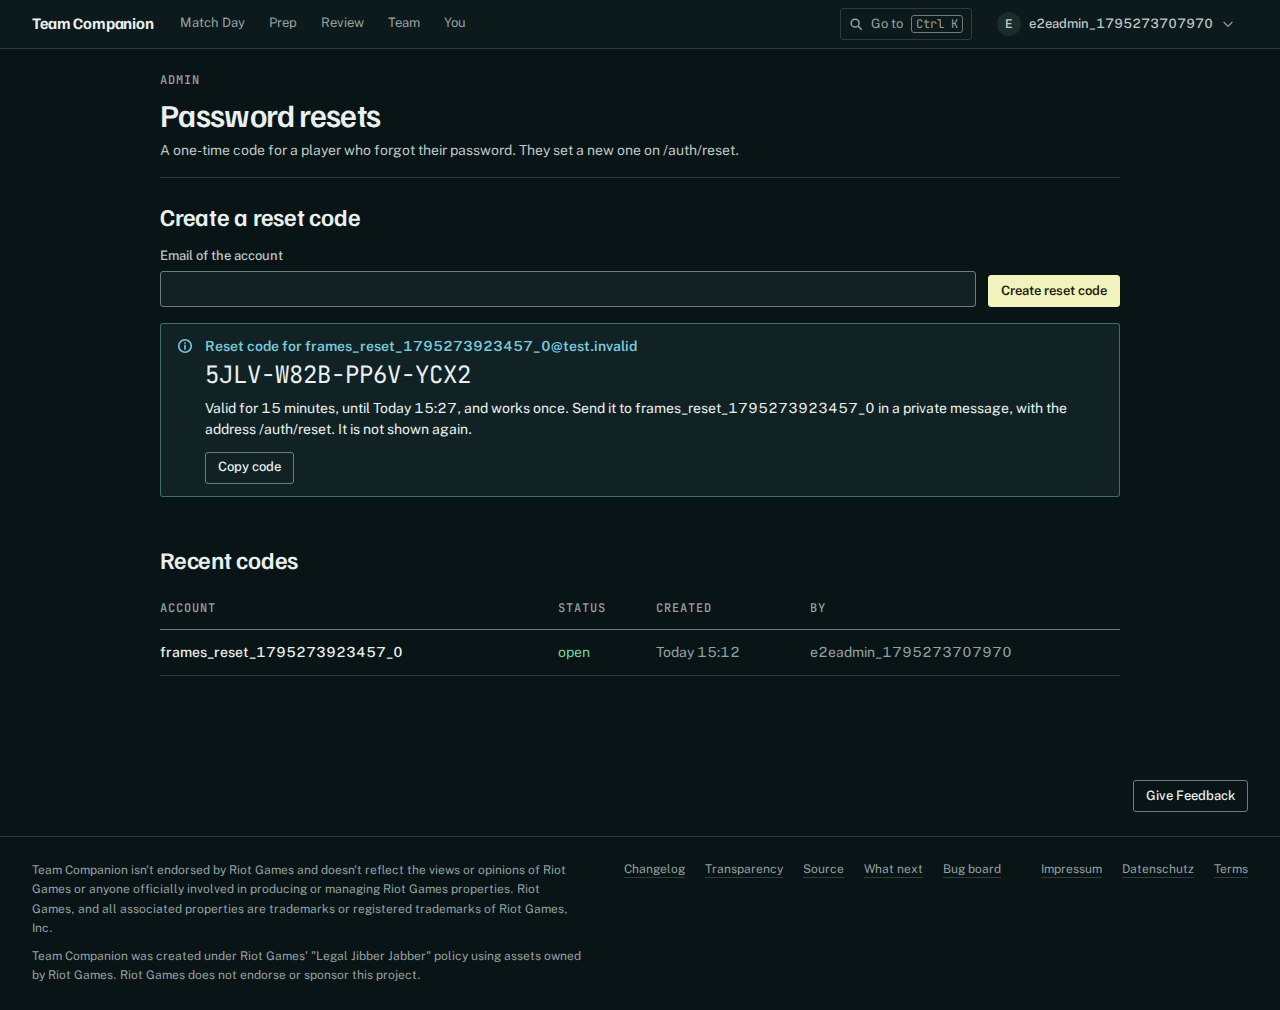 Team Companion
Match Day
Prep
Review
Team
You
Go to
Ctrl K
E
e2eadmin_1795273707970
ADMIN
Password resets
A one-time code for a player who forgot their password. They set a new one on /auth/reset.
Create a reset code
Email of the account
Create reset code
Reset code for frames_reset_1795273923457_0@test.invalid
5JLV-W82B-PP6V-YCX2
Valid for 15 minutes, until Today 15:27, and works once. Send it to frames_reset_1795273923457_0 in a private message, with the
address /auth/reset. It is not shown again.
Copy code
Recent codes
ACCOUNT
STATUS
CREATED
BY
frames_reset_1795273923457_0
open
Today 15:12
e2eadmin_1795273707970
Give Feedback
Team Companion isn't endorsed by Riot Games and doesn't reflect the views or opinions of Riot
Games or anyone officially involved in producing or managing Riot Games properties. Riot
Games, and all associated properties are trademarks or registered trademarks of Riot Games,
Inc.
Team Companion was created under Riot Games' "Legal Jibber Jabber" policy using assets owned
by Riot Games. Riot Games does not endorse or sponsor this project.
Changelog
Transparency
Source
What next
Bug board
Impressum
Datenschutz
Terms